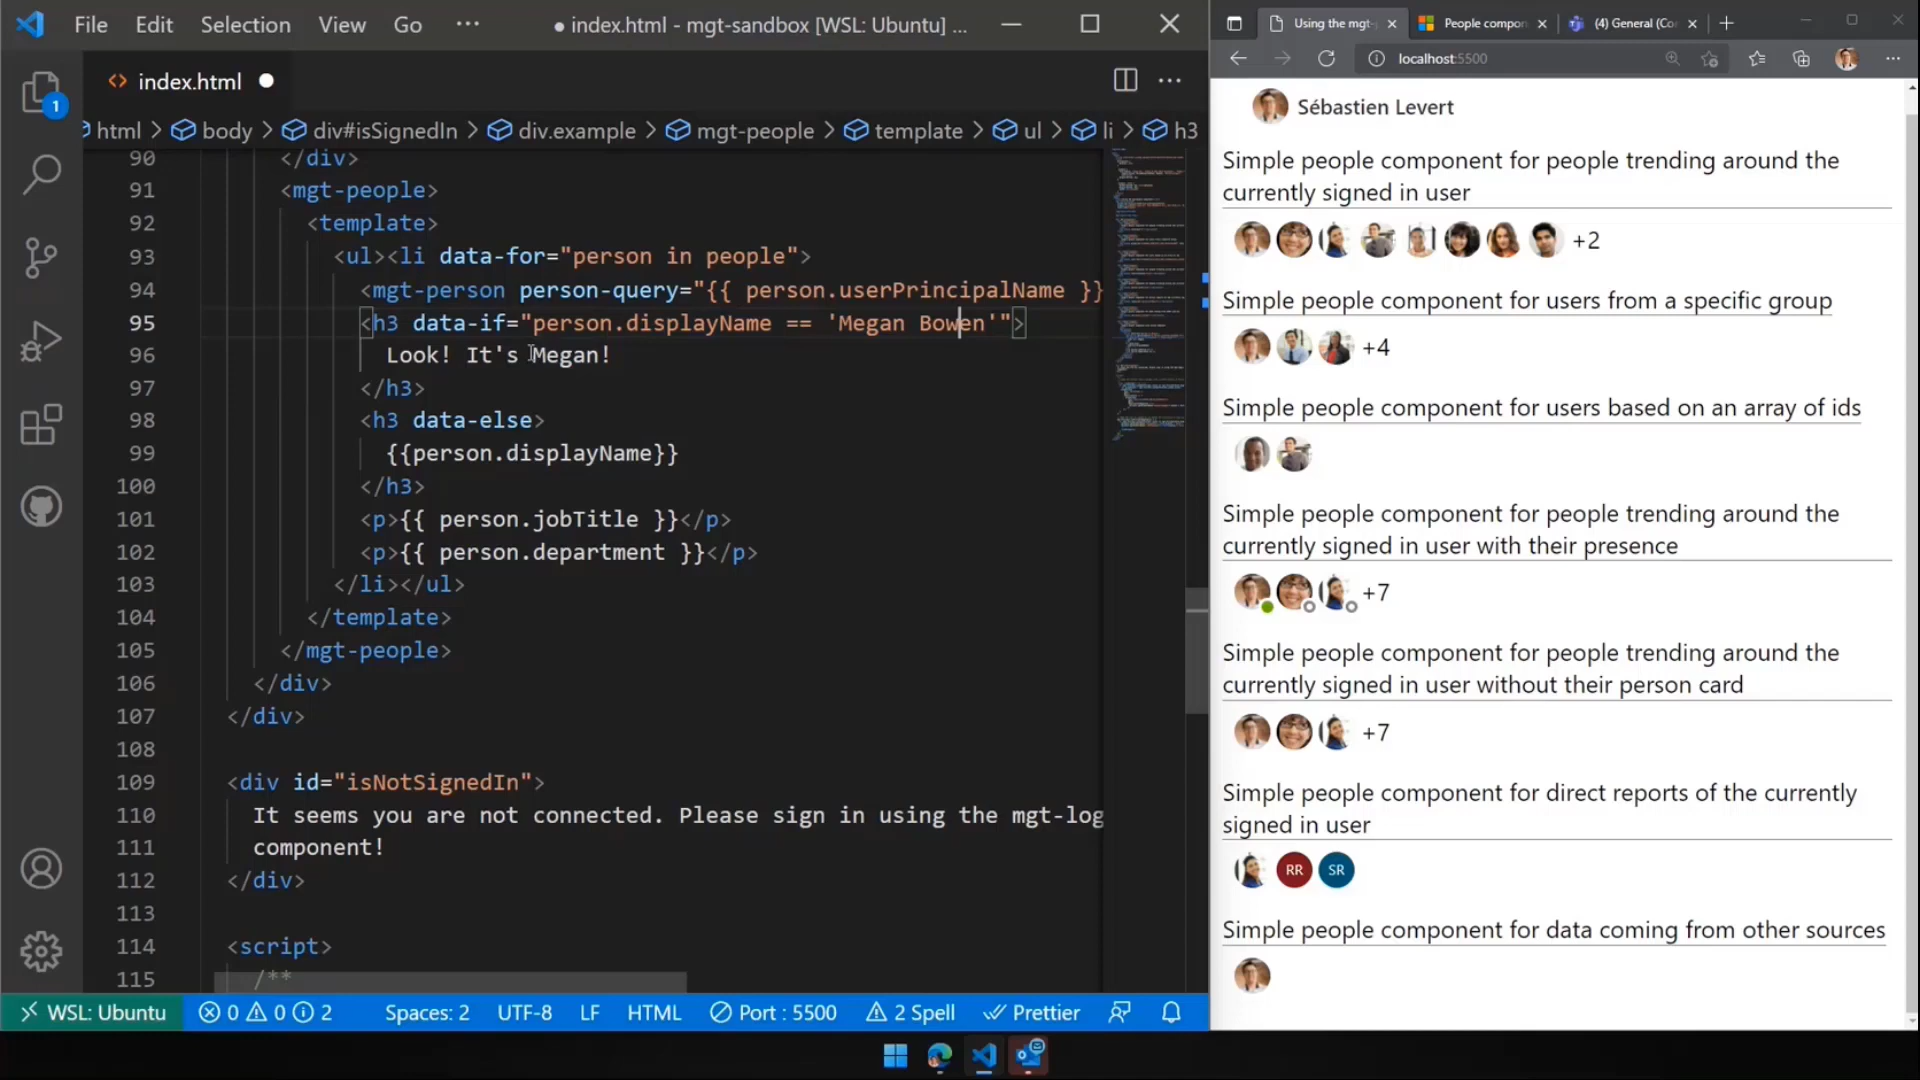 File Edit Selection View Go ··· ● index.html - mgt-sandbox [WSL: Ubuntu] ...
<> index.html ●
1
html > body > div#isSignedIn > div.example > mgt-people > template > ul > li > h3
90 </div>
91 <mgt-people>
92 <template>
93 <ul><li data-for="person in people">
94 <mgt-person person-query="{{ person.userPrincipalName }}
95 <h3 data-if="person.displayName == 'Megan Bowen'">
96 Look! It's Megan!
97 </h3>
98 <h3 data-else>
99 {{person.displayName}}
100 </h3>
101 <p>{{ person.jobTitle }}</p>
102 <p>{{ person.department }}</p>
103 </li></ul>
104 </template>
105 </mgt-people>
106 </div>
107 </div>
108
109 <div id="isNotSignedIn">
110 It seems you are not connected. Please sign in using the mgt-log
111 component!
112 </div>
113
114 <script>
115 /**
WSL: Ubuntu 0 0 2 Spaces: 2 UTF-8 LF HTML Port : 5500 2 Spell Prettier
Using the mgt- People compon (4) General (Co
localhost:5500
Sébastien Levert
Simple people component for people trending around the
currently signed in user
+2
Simple people component for users from a specific group
+4
Simple people component for users based on an array of ids
Simple people component for people trending around the
currently signed in user with their presence
+7
Simple people component for people trending around the
currently signed in user without their person card
+7
Simple people component for direct reports of the currently
signed in user
RR SR
Simple people component for data coming from other sources